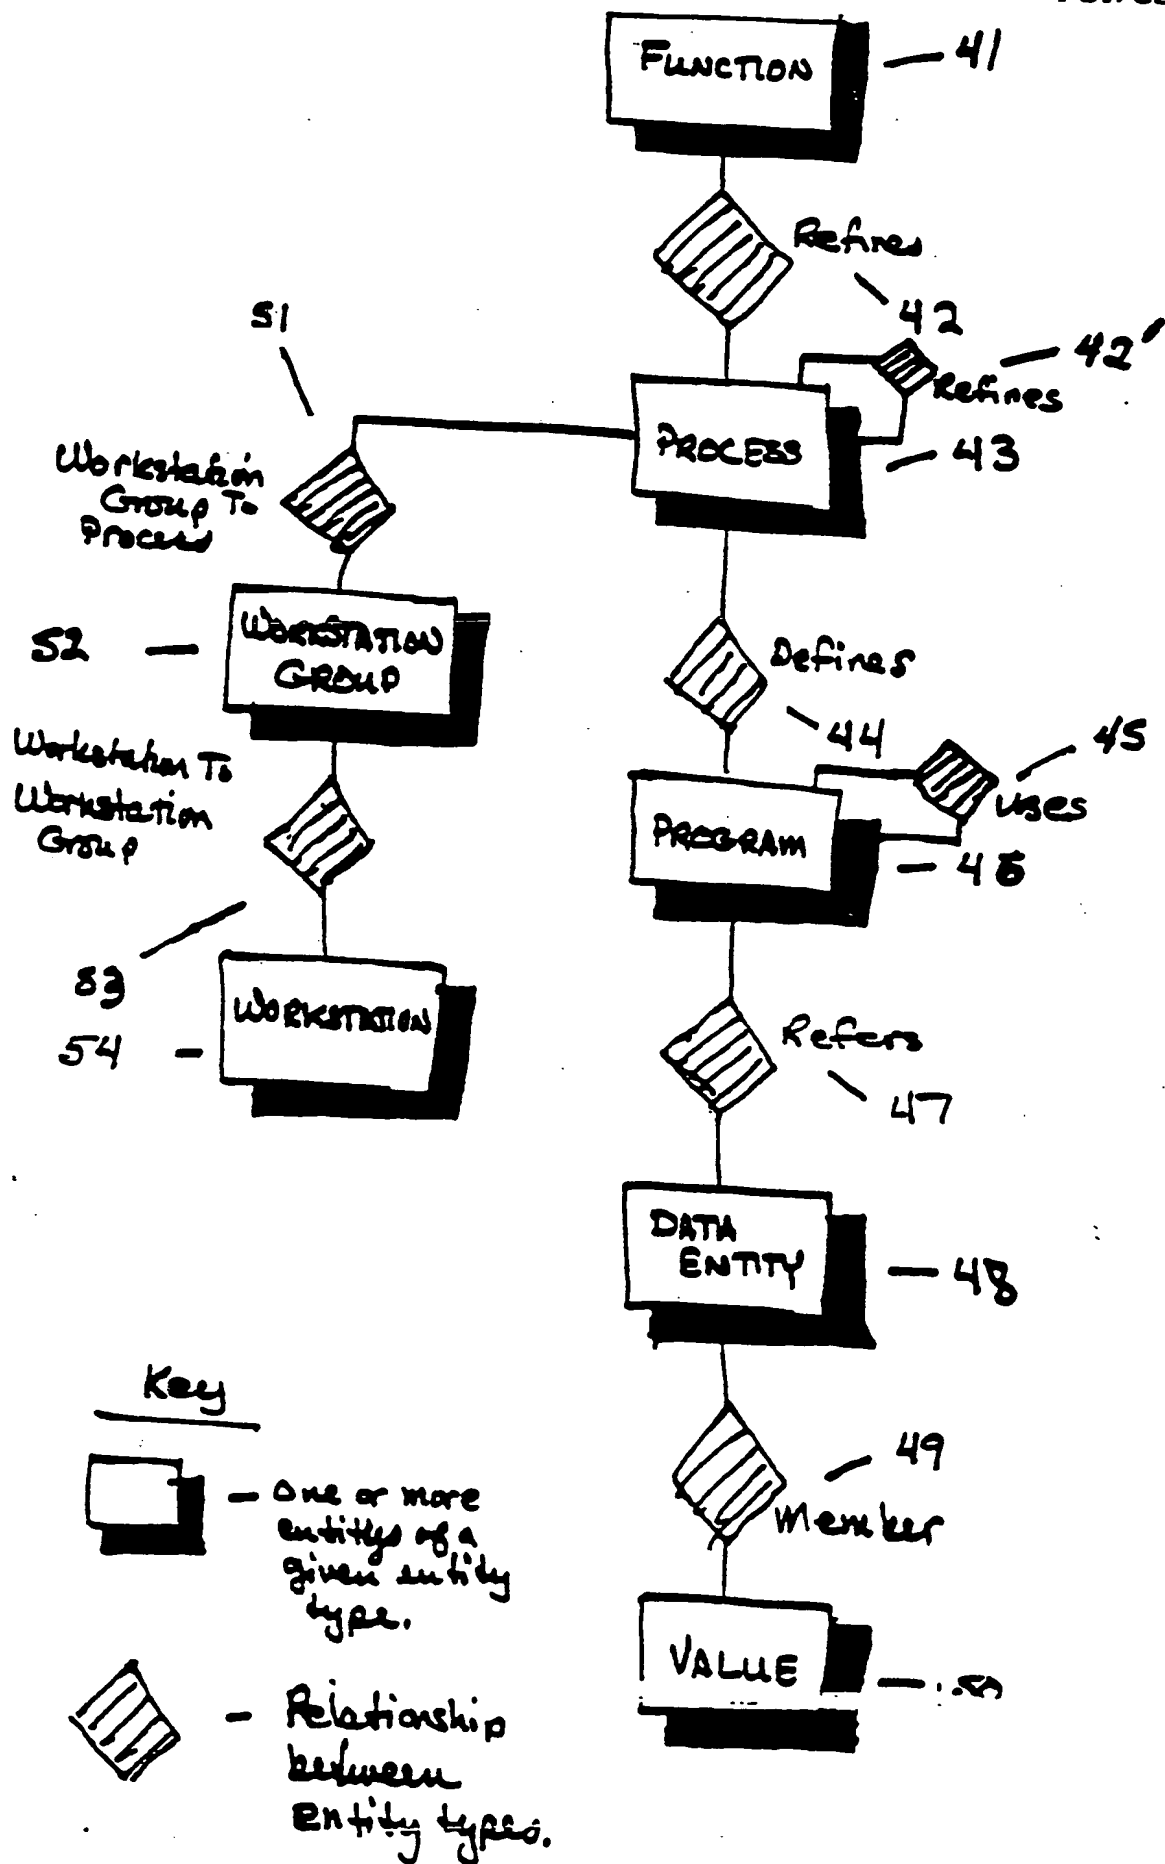 FUNCTION
41
Refines
42
42'
Refines
51
PROCESS
43
Workstation
Group To
Process
WORKSTATION
GROUP
52
Defines
44
45
Uses
Workstation To
Workstation
Group
PROGRAM
46
53
54
WORKSTATION
Refers
47
DATA
ENTITY
48
Key
One or more
entitys of a
given entity
type.
49
Member
VALUE
Relationship
between
entity types.